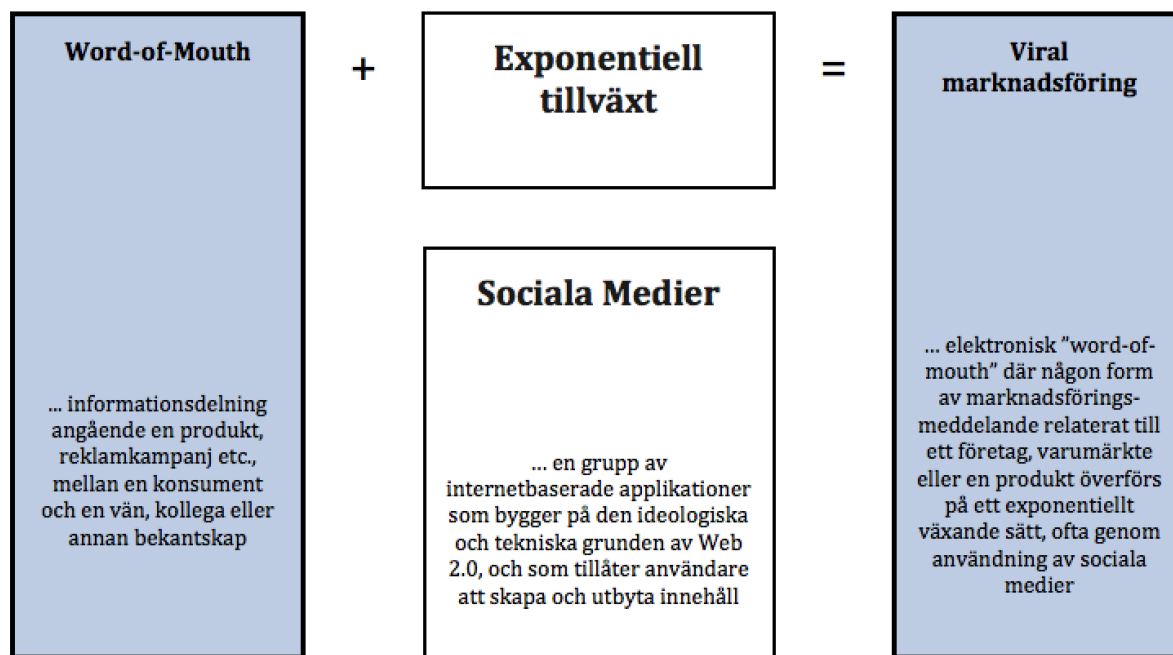 Word-of-Mouth
... informationsdelning
angående en produkt,
reklamkampanj etc.,
mellan en konsument
och en vän, kollega eller
annan bekantskap
+
Exponentiell
tillväxt
Sociala Medier
... en grupp av
internetbaserade applikationer
som bygger på den ideologiska
och tekniska grunden av Web
2.0, och som tillåter användare
att skapa och utbyta innehåll
=
Viral
marknadsföring
... elektronisk ”word-of-
mouth” där någon form
av marknadsförings-
meddelande relaterat till
ett företag, varumärkte
eller en produkt överförs
på ett exponentiellt
växande sätt, ofta genom
användning av sociala
medier